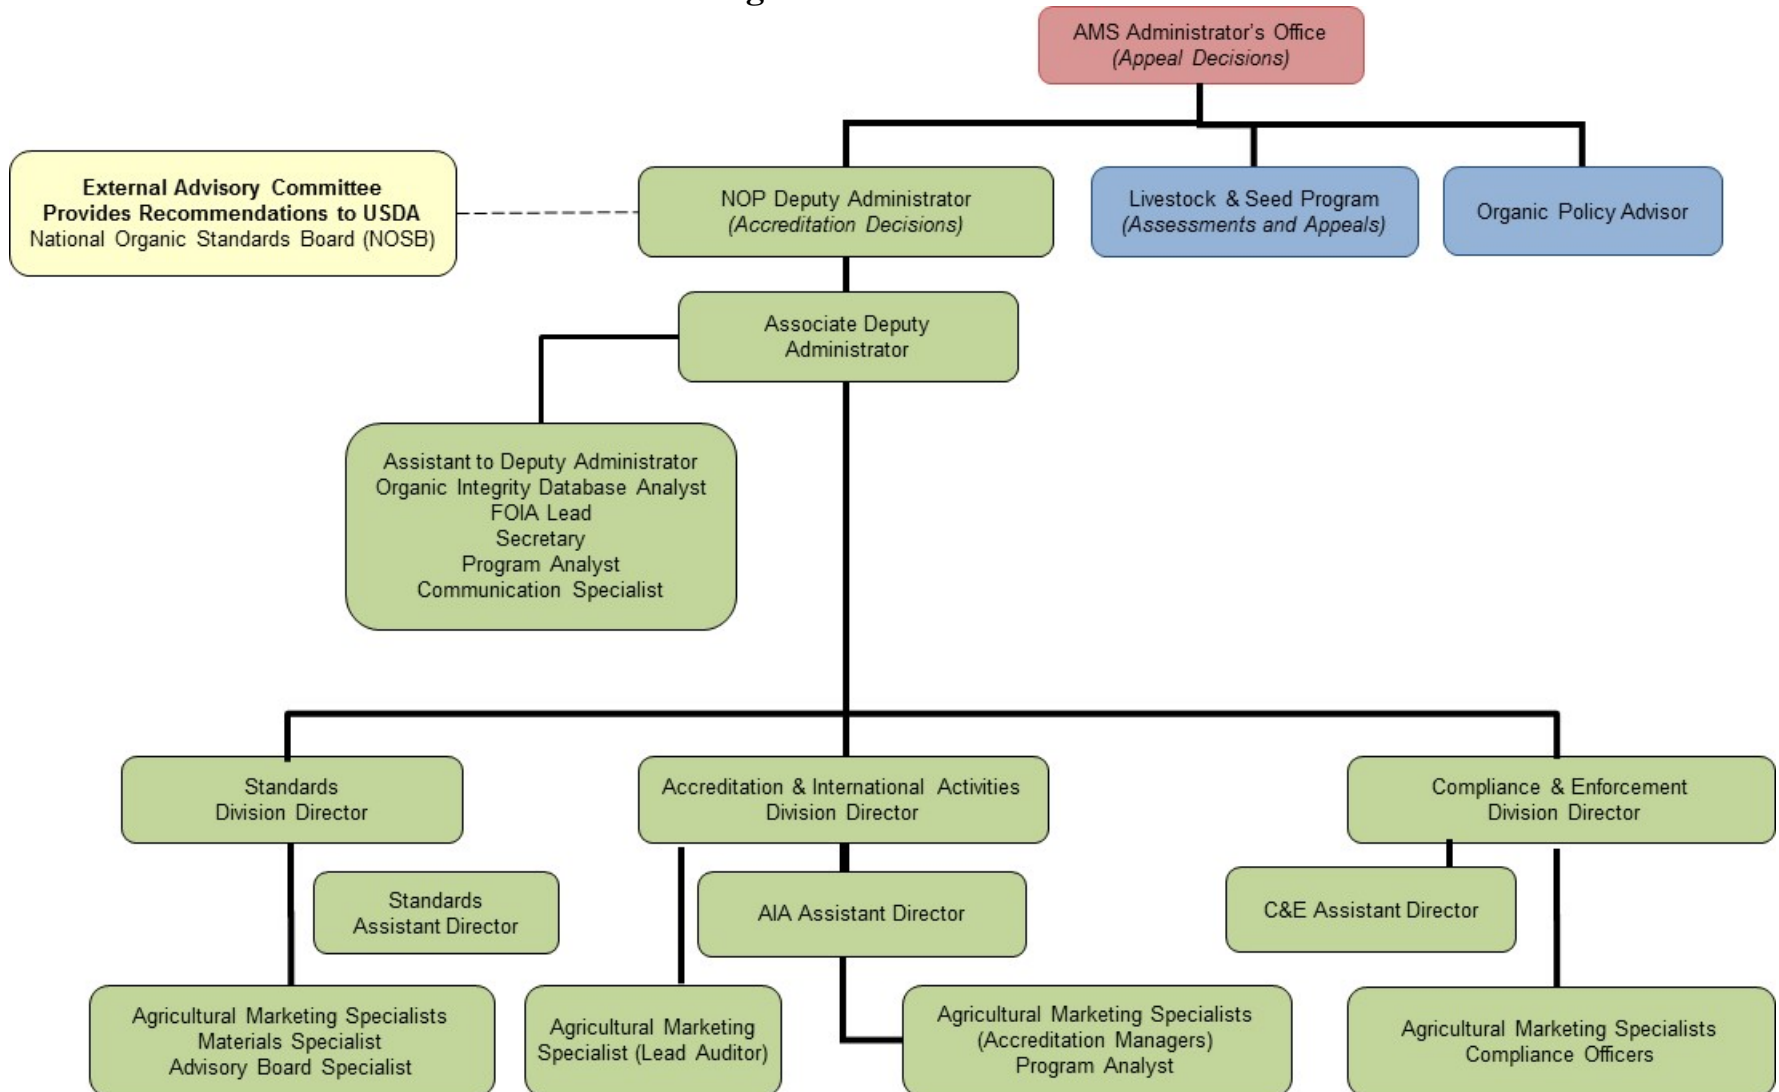 AMS Administrator's Office
(Appeal Decisions)
External Advisory Committee
Provides Recommendations to USDA
National Organic Standards Board (NOSB)
NOP Deputy Administrator
(Accreditation Decisions)
Livestock & Seed Program
(Assessments and Appeals)
Organic Policy Advisor
Associate Deputy
Administrator
Assistant to Deputy Administrator
Organic Integrity Database Analyst
FOIA Lead
Secretary
Program Analyst
Communication Specialist
Standards
Division Director
Accreditation & International Activities
Division Director
Compliance & Enforcement
Division Director
Standards
Assistant Director
AIA Assistant Director
C&E Assistant Director
Agricultural Marketing Specialists
Materials Specialist
Advisory Board Specialist
Agricultural Marketing
Specialist (Lead Auditor)
Agricultural Marketing Specialists
(Accreditation Managers)
Program Analyst
Agricultural Marketing Specialists
Compliance Officers